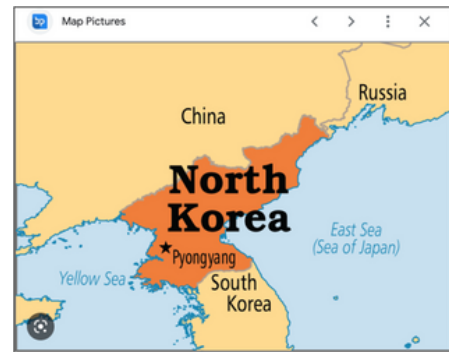 Map Pictures
Russia
China
North
Korea
East Sea
(Sea of Japan)
Pyongyang
Yellow Sea
South
Korea